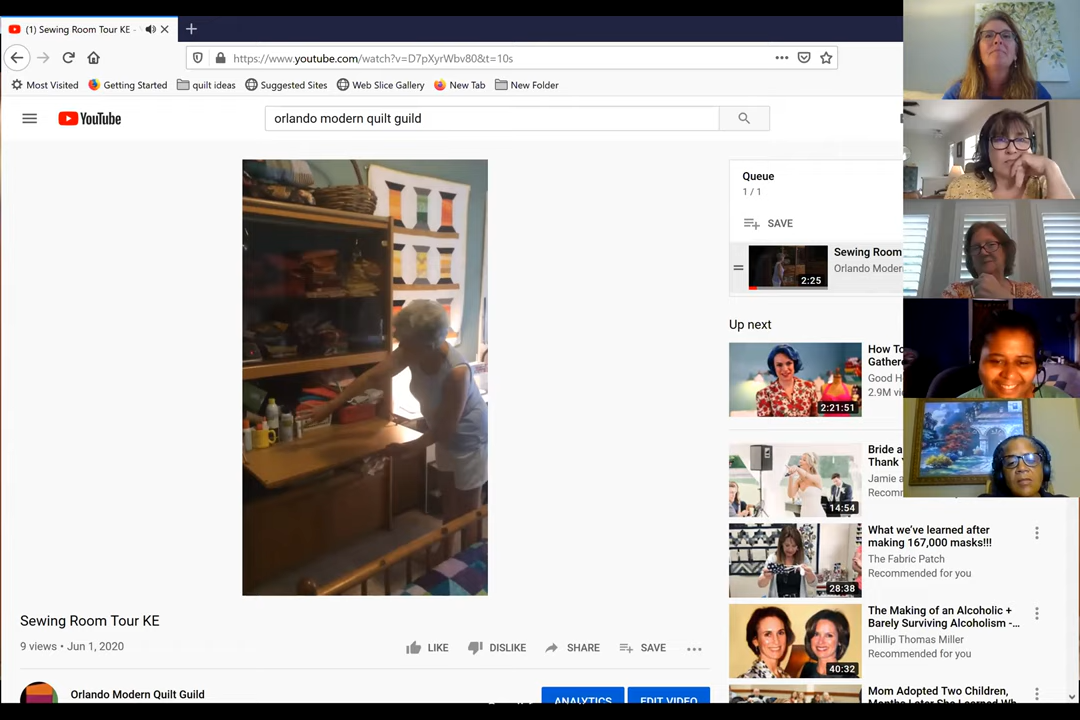 (1) Sewing Room Tour KE -
https://www.youtube.com/watch?v=D7pXyrWbv80&t=10s
Most Visited
Getting Started
quilt ideas
Suggested Sites
Web Slice Gallery
New Tab
New Folder
YouTube
orlando modern quilt guild
Queue
1 / 1
SAVE
2:25
Sewing Room
Orlando Moder
Up next
2:21:51
How To
Gathere
Good H
2.9M vi
14:54
Bride a
Thank Y
Jamie a
Recomm
28:38
What we've learned after
making 167,000 masks!!!
The Fabric Patch
Recommended for you
40:32
The Making of an Alcoholic +
Barely Surviving Alcoholism -...
Phillip Thomas Miller
Recommended for you
Mom Adopted Two Children,
Sewing Room Tour KE
9 views • Jun 1, 2020
LIKE
DISLIKE
SHARE
SAVE
Orlando Modern Quilt Guild
ANALYTICS
EDIT VIDEO